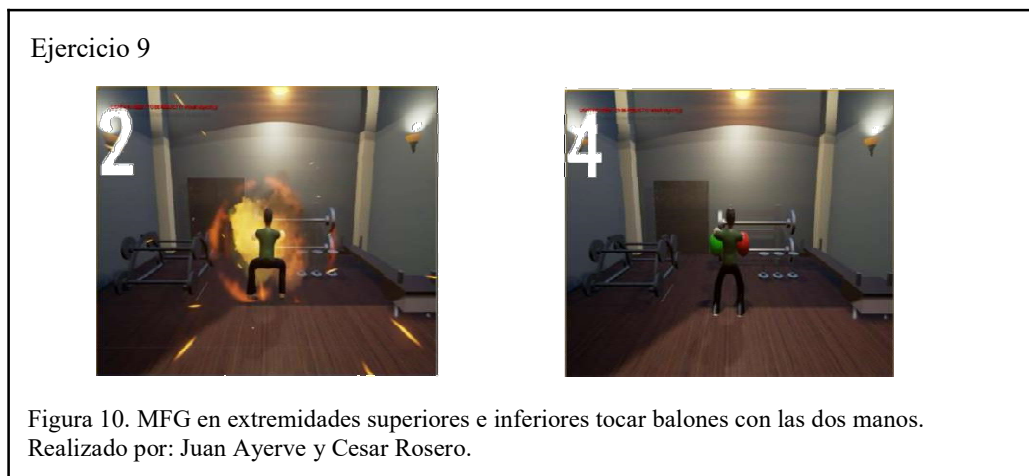 Ejercicio 9
2
4
Figura 10. MFG en extremidades superiores e inferiores tocar balones con las dos manos.
Realizado por: Juan Ayerve y Cesar Rosero.